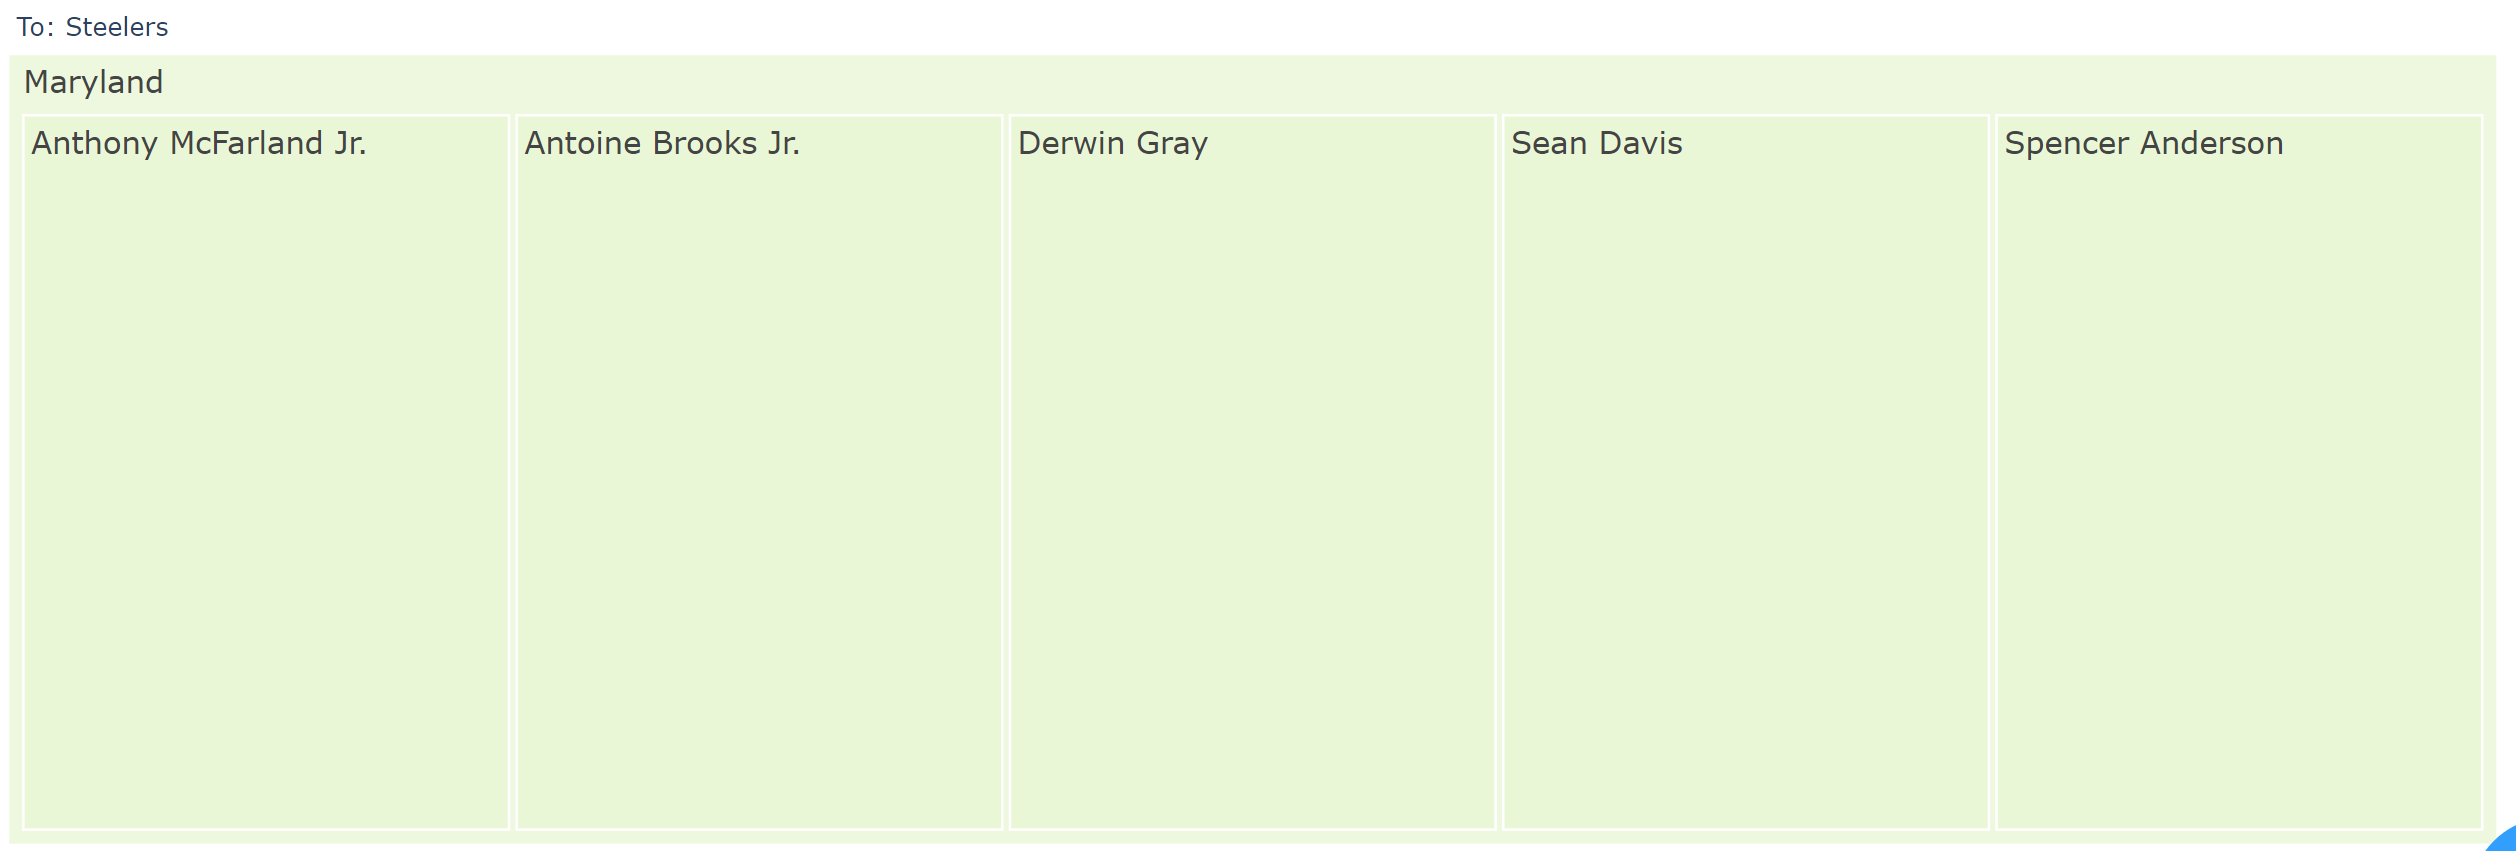 To: Steelers
Maryland
Anthony McFarland Jr.
Antoine Brooks Jr.
Derwin Gray
Sean Davis
Spencer Anderson